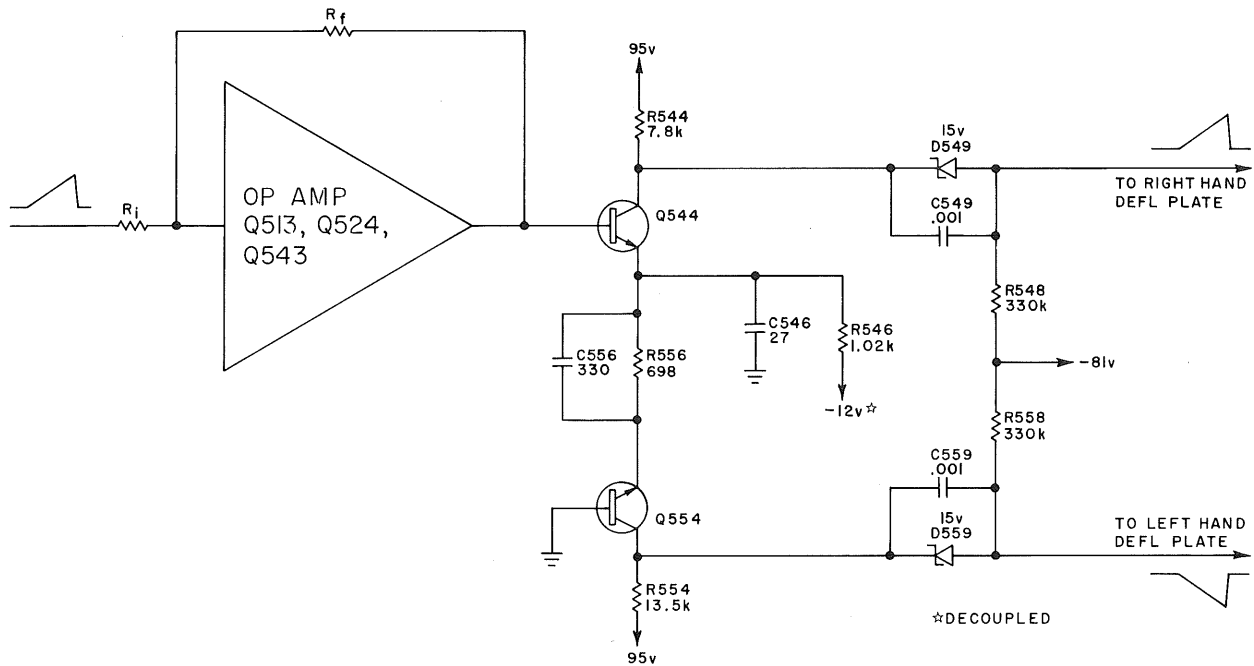 Rf
95v
R544
7.8k
15v
D549
TO RIGHT HAND
DEFL PLATE
Ri
OP AMP
Q513, Q524,
Q543
Q544
C549
.001
R548
330k
C556
330
R556
698
C546
27
R546
1.02k
-81v
-12v☆
R558
330k
C559
.001
Q554
15v
D559
TO LEFT HAND
DEFL PLATE
R554
13.5k
☆DECOUPLED
95v